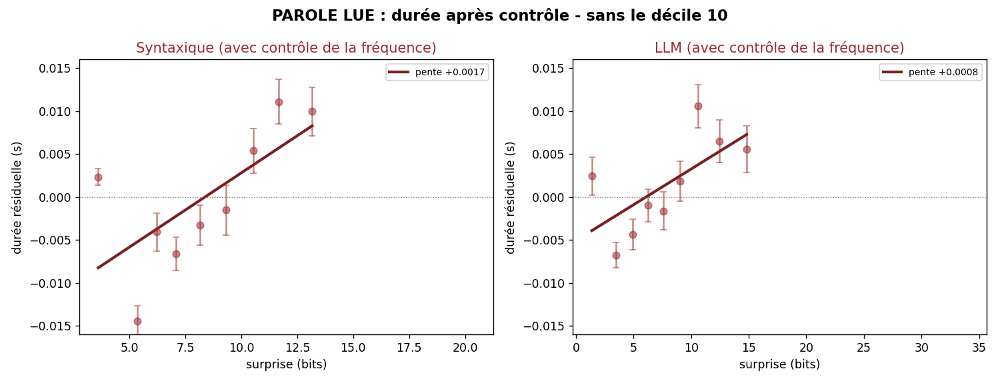 PAROLE LUE : durée après contrôle - sans le décile 10
Syntaxique (avec contrôle de la fréquence)
pente +0.0017
0.015
0.010
0.005
0.000
−0.005
−0.010
−0.015
durée résiduelle (s)
5.0 7.5 10.0 12.5 15.0 17.5 20.0
surprise (bits)
LLM (avec contrôle de la fréquence)
pente +0.0008
0.015
0.010
0.005
0.000
−0.005
−0.010
−0.015
durée résiduelle (s)
0 5 10 15 20 25 30 35
surprise (bits)